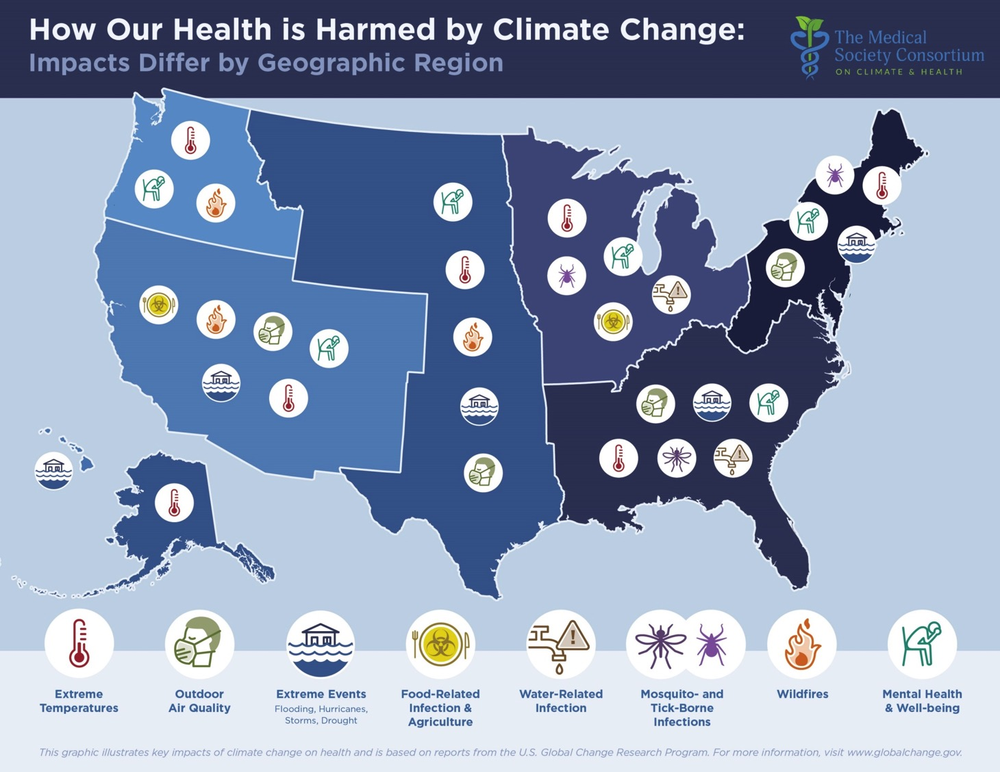 How Our Health is Harmed by Climate Change:
Impacts Differ by Geographic Region
The Medical
Society Consortium
ON CLIMATE & HEALTH
Extreme
Temperatures
Outdoor
Air Quality
Extreme Events
Flooding, Hurricanes,
Storms, Drought
Food-Related
Infection &
Agriculture
Water-Related
Infection
Mosquito- and
Tick-Borne
Infections
Wildfires
Mental Health
& Well-being
This graphic illustrates key impacts of climate change on health and is based on reports from the U.S. Global Change Research Program. For more information, visit www.globalchange.gov.